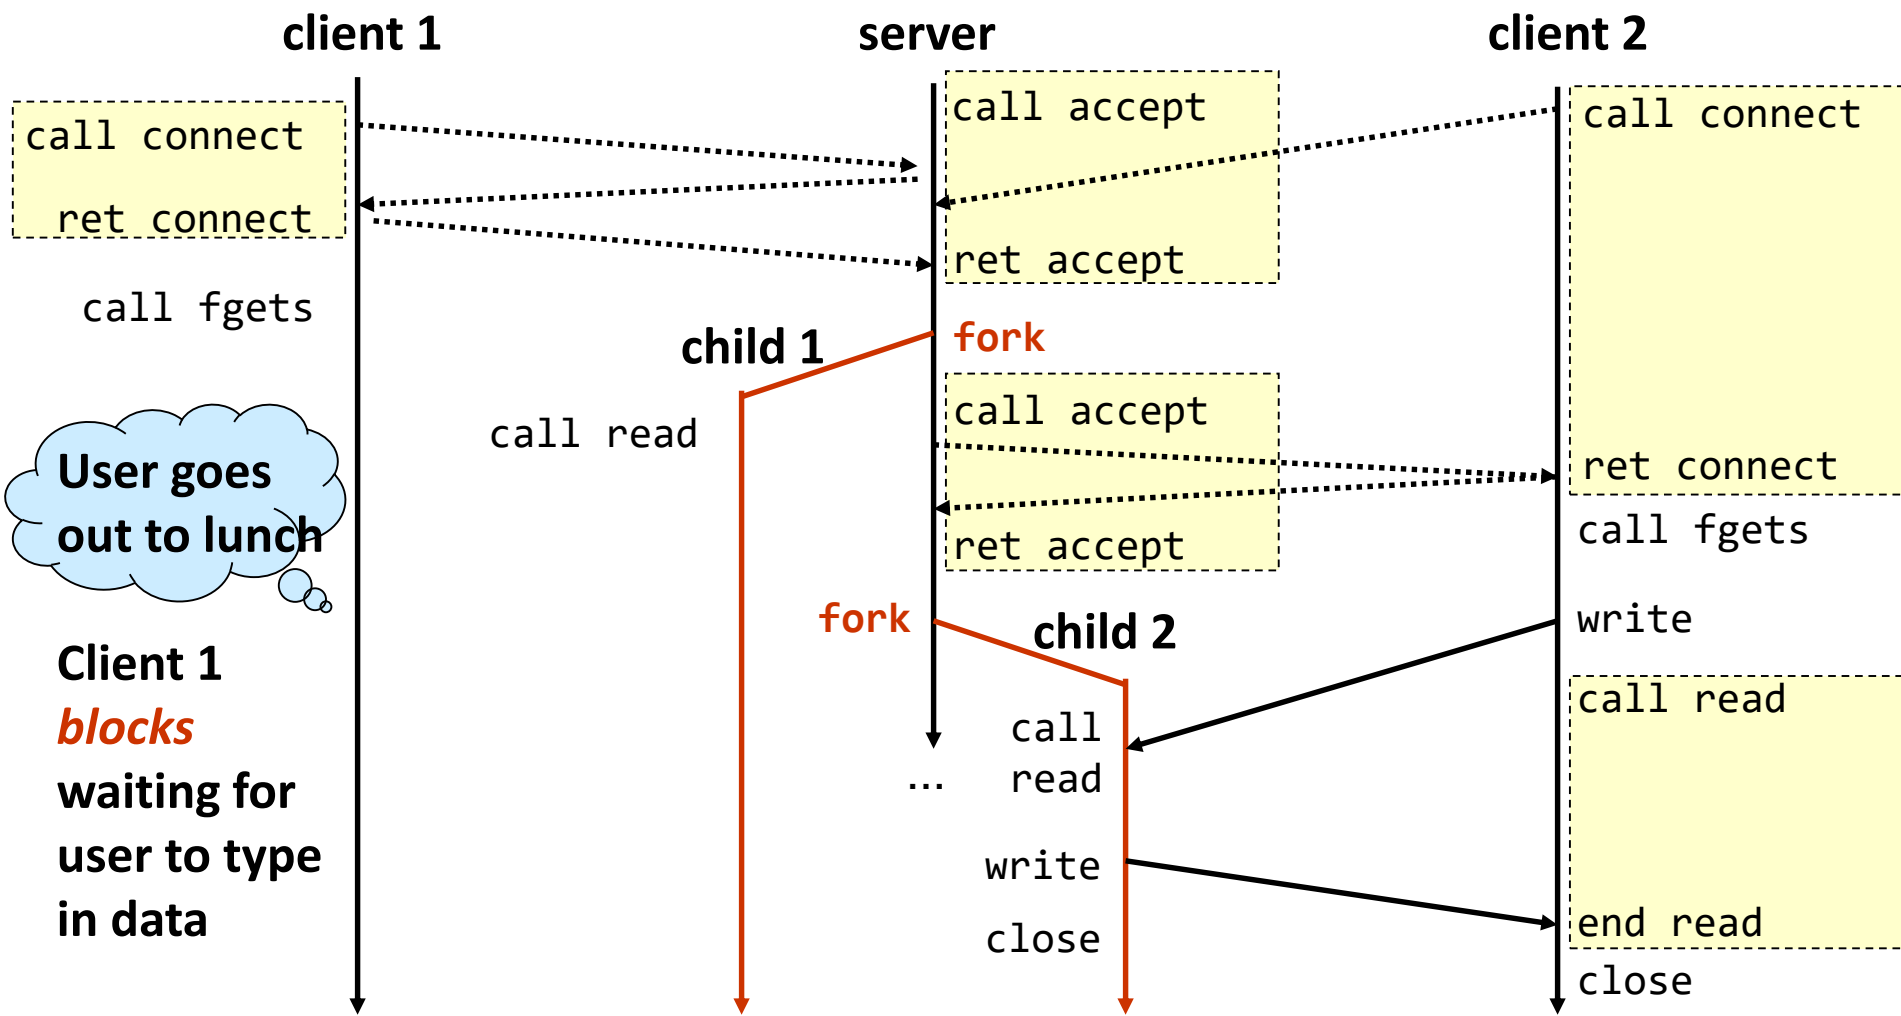 client 1
server
client 2
call connect
ret connect
call fgets
User goes
out to lunch
Client 1
blocks
waiting for
user to type
in data
child 1
call read
call accept
ret accept
fork
call accept
ret accept
fork
child 2
...
call
read
write
close
call connect
ret connect
call fgets
write
call read
end read
close